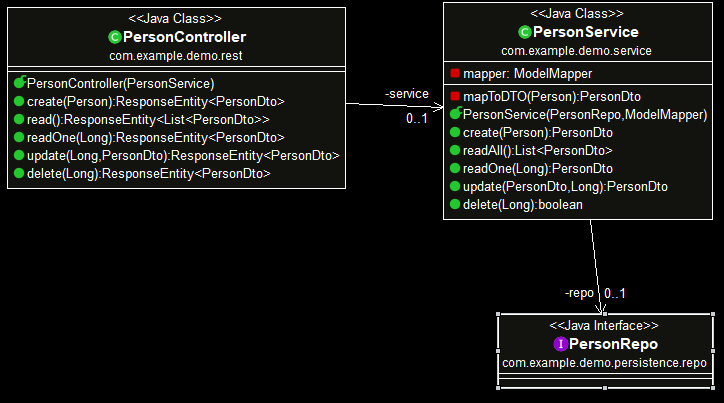 <<Java Class>>
C PersonController
com.example.demo.rest
PersonController(PersonService)
create(Person):ResponseEntity<PersonDto>
read():ResponseEntity<List<PersonDto>>
readOne(Long):ResponseEntity<PersonDto>
update(Long,PersonDto):ResponseEntity<PersonDto>
delete(Long):ResponseEntity<PersonDto>
-service
0..1
<<Java Class>>
C PersonService
com.example.demo.service
mapper: ModelMapper
mapToDTO(Person):PersonDto
PersonService(PersonRepo,ModelMapper)
create(Person):PersonDto
readAll():List<PersonDto>
readOne(Long):PersonDto
update(PersonDto,Long):PersonDto
delete(Long):boolean
-repo 0..1
<<Java Interface>>
I PersonRepo
com.example.demo.persistence.repo